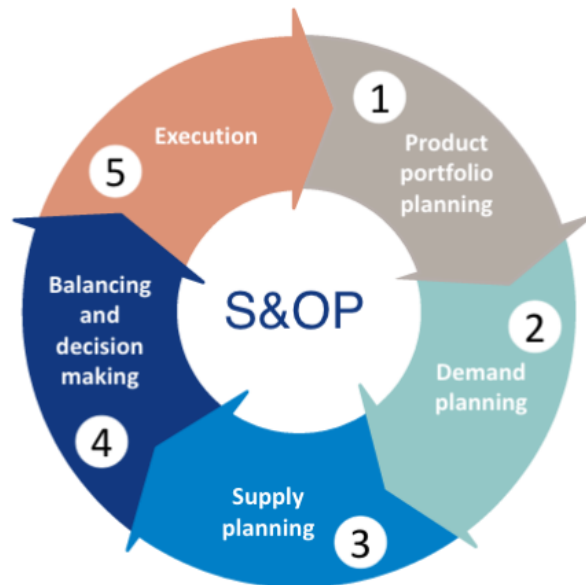 1
Product
portfolio
planning
2
Demand
planning
3
Supply
planning
4
Balancing
and
decision
making
5
Execution
S&OP